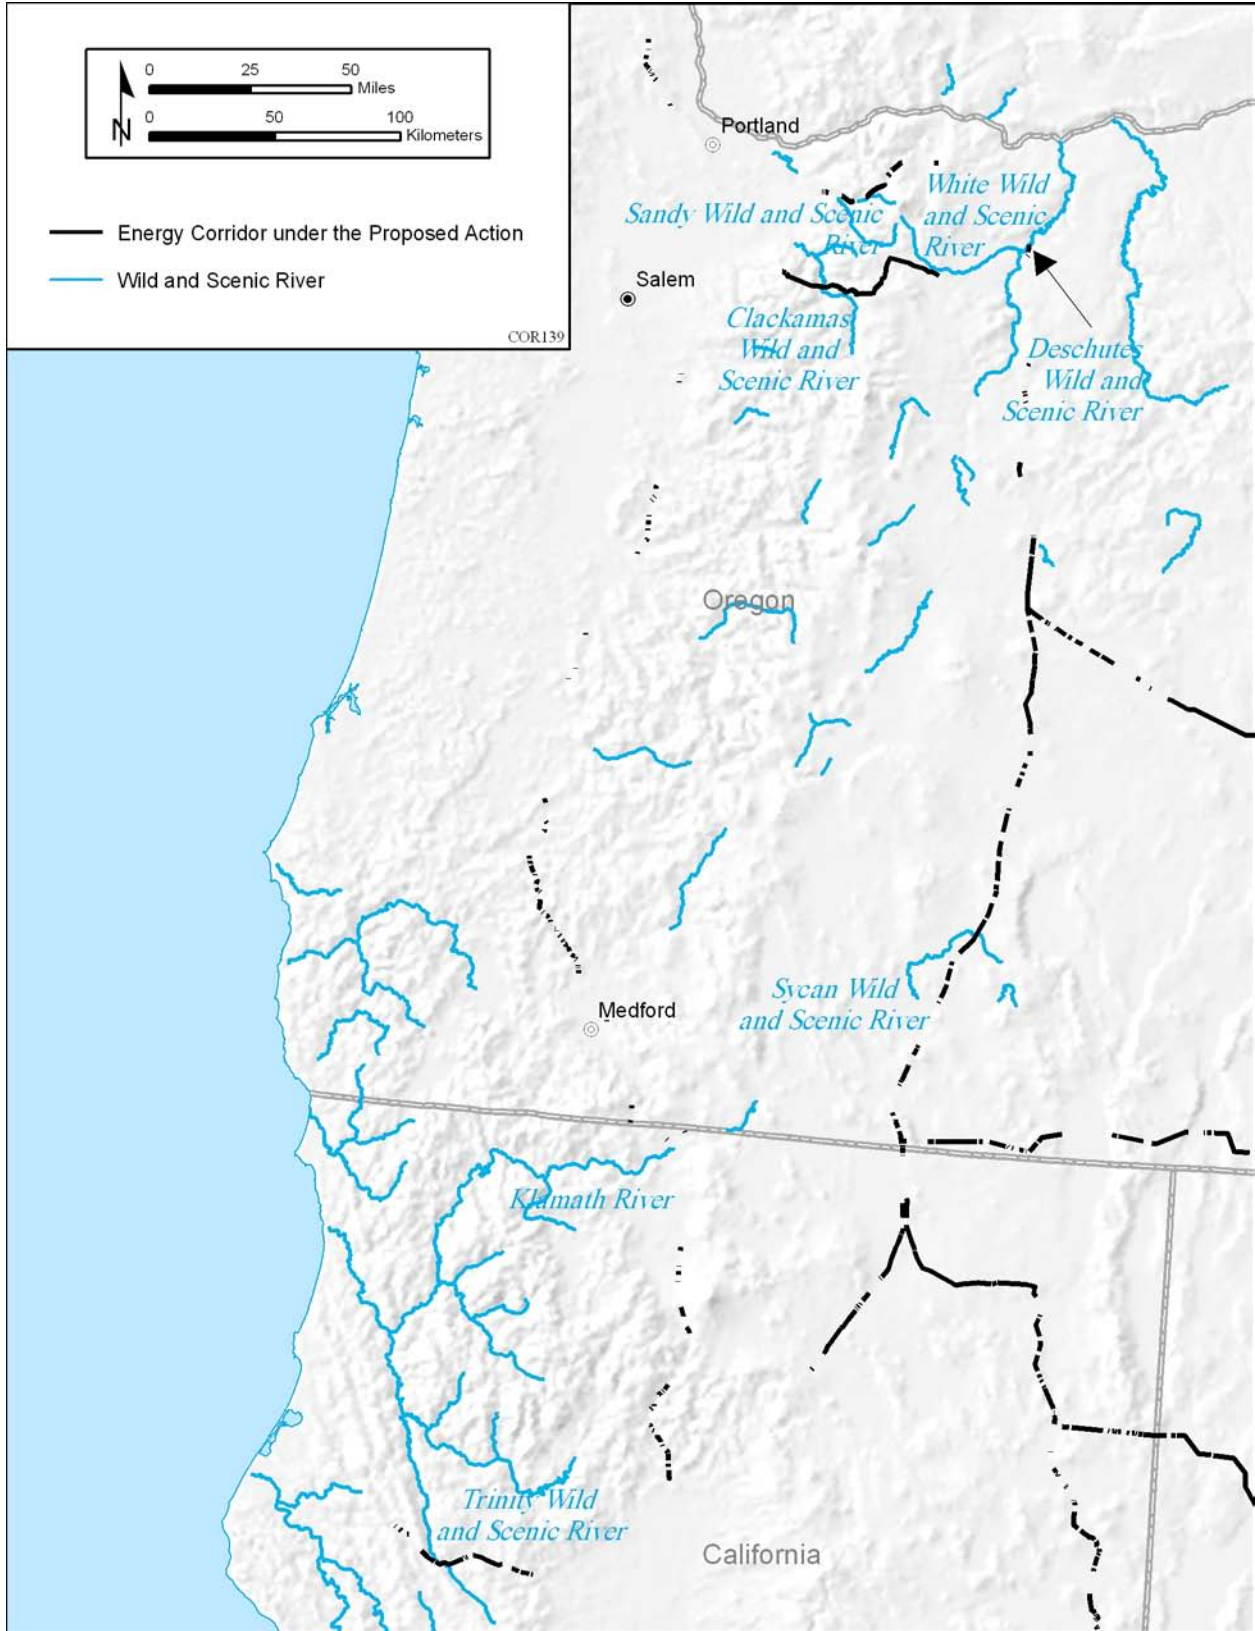 0 25 50
Miles
0 50 100
Kilometers
N
Energy Corridor under the Proposed Action
Wild and Scenic River
COR139
Portland
White Wild
and Scenic
River
Sandy Wild and Scenic
River
Salem
Clackamas
Wild and
Scenic River
Deschutes
Wild and
Scenic River
Oregon
Sycan Wild
and Scenic River
Medford
Klamath River
Trinity Wild
and Scenic River
California